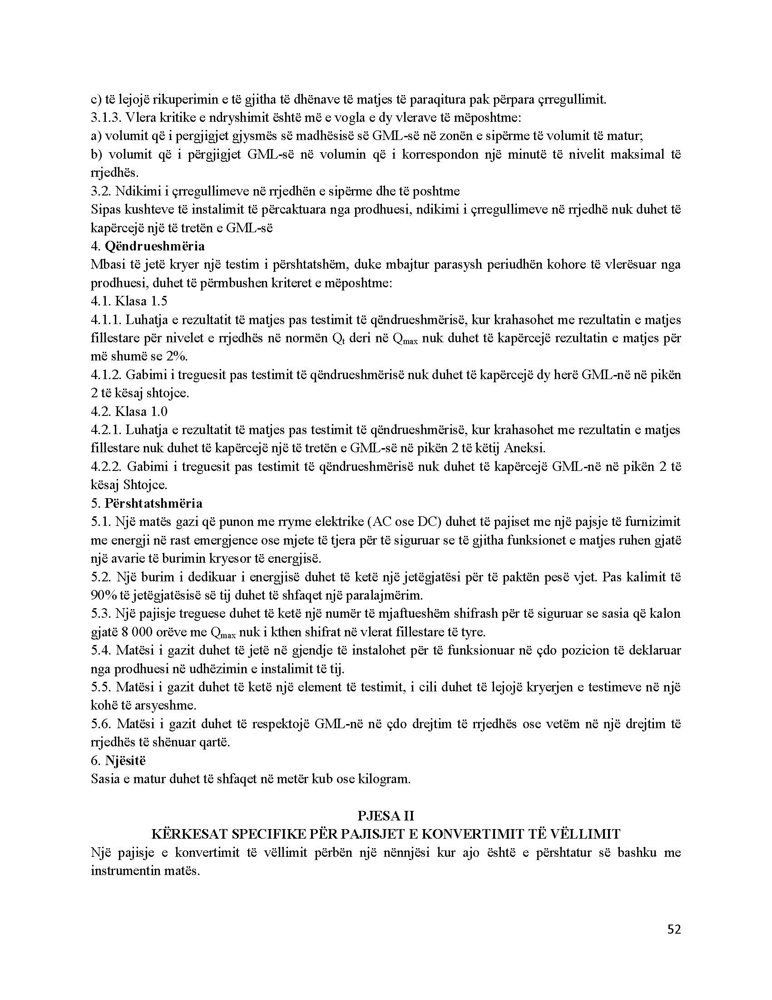 c) të lejojë rikuperimin e të gjitha të dhënave të matjes të paraqitura pak përpara çrregullimit.
3.1.3. Vlera kritike e ndryshimit është më e vogla e dy vlerave të mëposhtme:
a) volumit që i pergjigjet gjysmës së madhësisë së GML-së në zonën e sipërme të volumit të matur;
b) volumit që i përgjigjet GML-së në volumin që i korrespondon një minutë të nivelit maksimal të
rrjedhës.
3.2. Ndikimi i çrregullimeve në rrjedhën e sipërme dhe të poshtme
Sipas kushteve të instalimit të përcaktuara nga prodhuesi, ndikimi i çrregullimeve në rrjedhë nuk duhet të
kapërcejë një të tretën e GML-së
4. Qëndrueshmëria
Mbasi të jetë kryer një testim i përshtatshëm, duke mbajtur parasysh periudhën kohore të vlerësuar nga
prodhuesi, duhet të përmbushen kriteret e mëposhtme:
4.1. Klasa 1.5
4.1.1. Luhatja e rezultatit të matjes pas testimit të qëndrueshmërisë, kur krahasohet me rezultatin e matjes
fillestare për nivelet e rrjedhës në normën Qt deri në Qmax nuk duhet të kapërcejë rezultatin e matjes për
më shumë se 2%.
4.1.2. Gabimi i treguesit pas testimit të qëndrueshmërisë nuk duhet të kapërcejë dy herë GML-në në pikën
2 të kësaj shtojce.
4.2. Klasa 1.0
4.2.1. Luhatja e rezultatit të matjes pas testimit të qëndrueshmërisë, kur krahasohet me rezultatin e matjes
fillestare nuk duhet të kapërcejë një të tretën e GML-së në pikën 2 të këtij Aneksi.
4.2.2. Gabimi i treguesit pas testimit të qëndrueshmërisë nuk duhet të kapërcejë GML-në në pikën 2 të
kësaj Shtojce.
5. Përshtatshmëria
5.1. Një matës gazi që punon me rryme elektrike (AC ose DC) duhet të pajiset me një pajsje të furnizimit
me energji në rast emergjence ose mjete të tjera për të siguruar se të gjitha funksionet e matjes ruhen gjatë
një avarie të burimin kryesor të energjisë.
5.2. Një burim i dedikuar i energjisë duhet të ketë një jetëgjatësi për të paktën pesë vjet. Pas kalimit të
90% të jetëgjatësisë së tij duhet të shfaqet një paralajmërim.
5.3. Një pajisje treguese duhet të ketë një numër të mjaftueshëm shifrash për të siguruar se sasia që kalon
gjatë 8 000 orëve me Qmax nuk i kthen shifrat në vlerat fillestare të tyre.
5.4. Matësi i gazit duhet të jetë në gjendje të instalohet për të funksionuar në çdo pozicion të deklaruar
nga prodhuesi në udhëzimin e instalimit të tij.
5.5. Matësi i gazit duhet të ketë një element të testimit, i cili duhet të lejojë kryerjen e testimeve në një
kohë të arsyeshme.
5.6. Matësi i gazit duhet të respektojë GML-në në çdo drejtim të rrjedhës ose vetëm në një drejtim të
rrjedhës të shënuar qartë.
6. Njësitë
Sasia e matur duhet të shfaqet në metër kub ose kilogram.
PJESA II
KËRKESAT SPECIFIKE PËR PAJISJET E KONVERTIMIT TË VËLLIMIT
Një pajisje e konvertimit të vëllimit përbën një nënnjësi kur ajo është e përshtatur së bashku me
instrumentin matës.
52